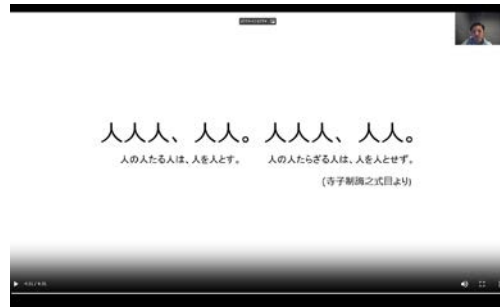 人人人、人人。人人人、人人。
人の人たる人は、人を人とす。 人の人たらざる人は、人を人とせず。
(寺子制誨之式目より)